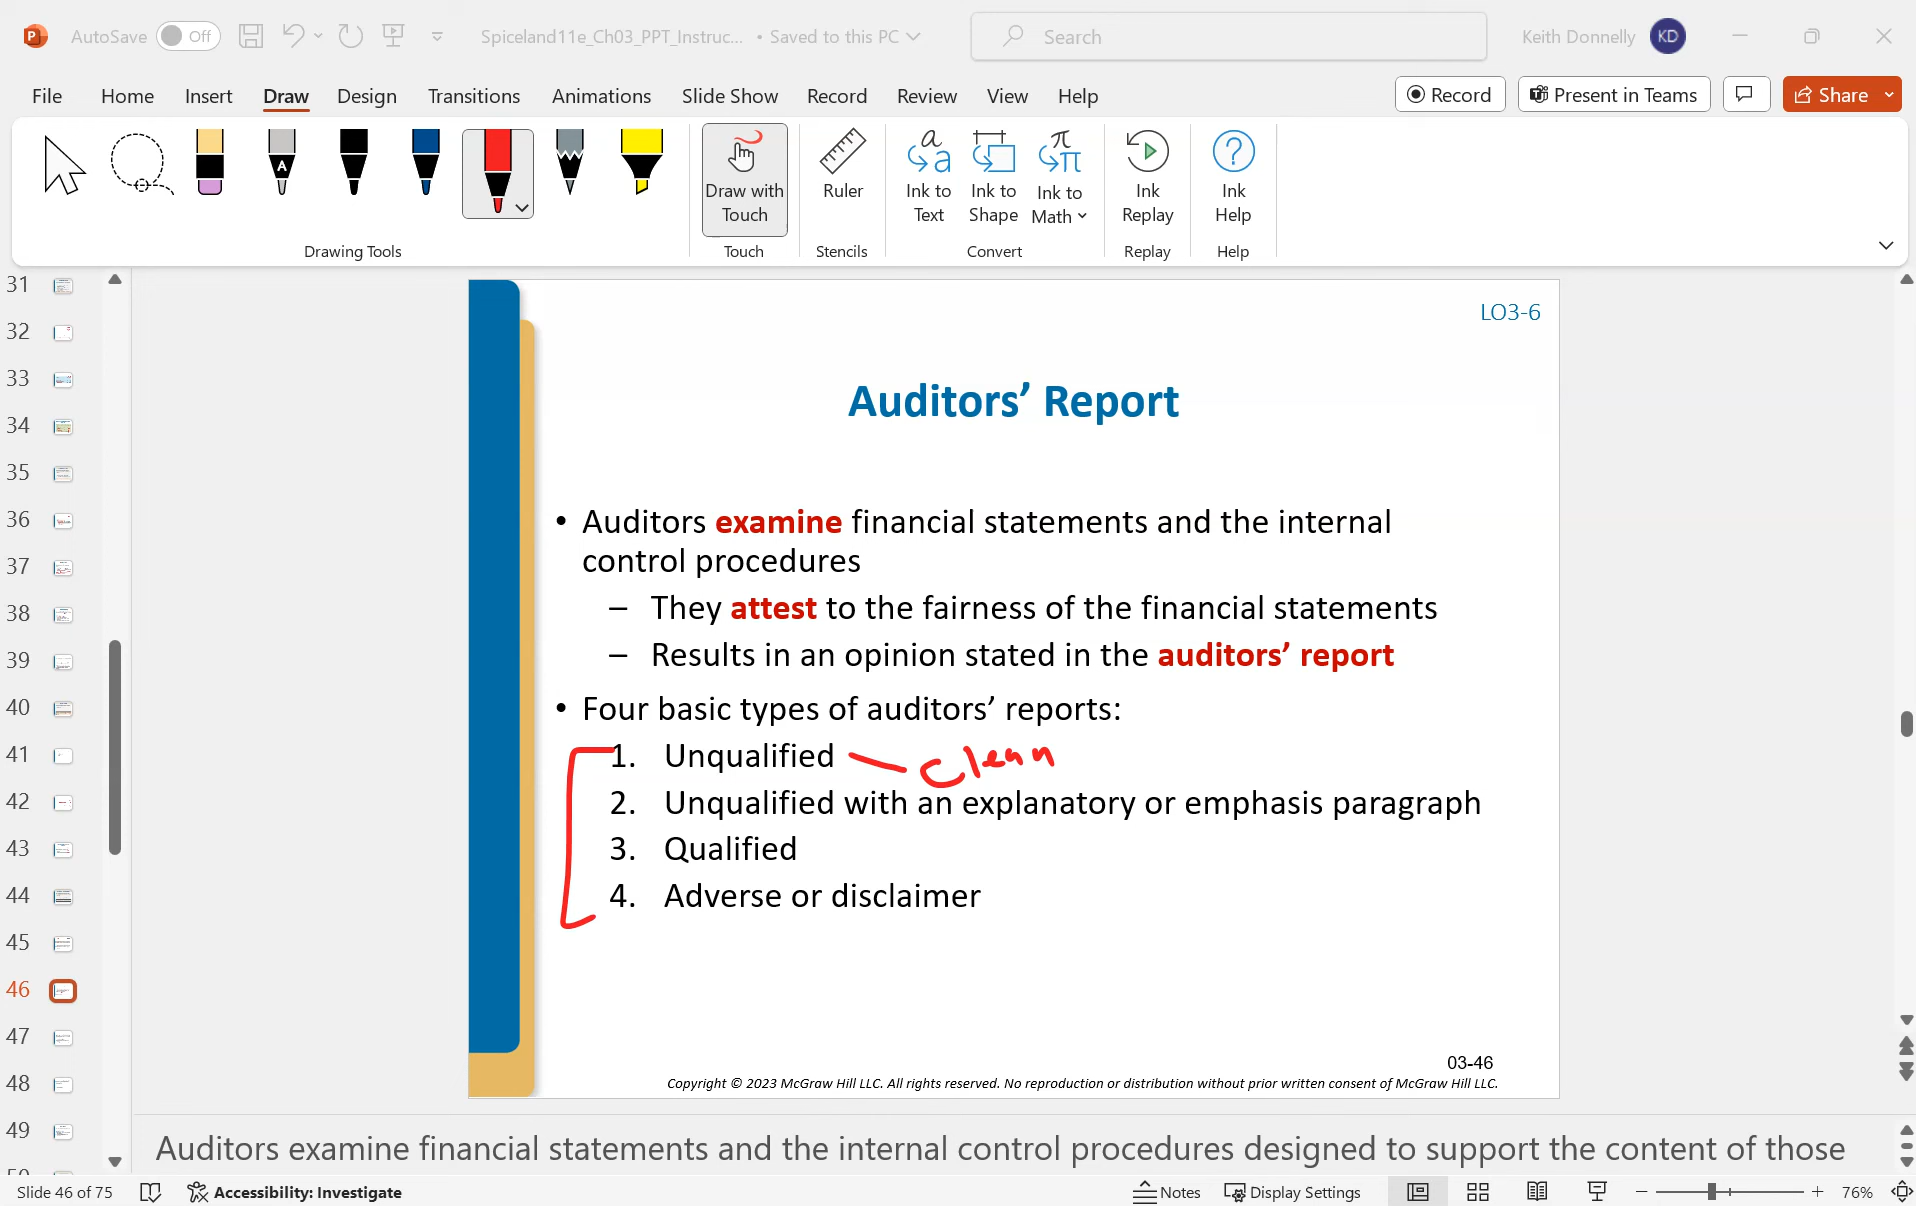 AutoSave Off Spiceland11e_Ch03_PPT_Instruc... • Saved to this PC Search Keith Donnelly KD
File Home Insert Draw Design Transitions Animations Slide Show Record Review View Help Record Present in Teams Share
Draw with Touch
Ruler
Ink to Text
Ink to Shape
Ink to Math
Ink Replay
Ink Help
Drawing Tools Touch Stencils Convert Replay Help
31
32
33
34
35
36
37
38
39
40
41
42
43
44
45
46
47
48
49
LO3-6
Auditors’ Report
• Auditors examine financial statements and the internal
control procedures
– They attest to the fairness of the financial statements
– Results in an opinion stated in the auditors’ report
• Four basic types of auditors’ reports:
1. Unqualified — Clean
2. Unqualified with an explanatory or emphasis paragraph
3. Qualified
4. Adverse or disclaimer
03-46
Copyright © 2023 McGraw Hill LLC. All rights reserved. No reproduction or distribution without prior written consent of McGraw Hill LLC.
Auditors examine financial statements and the internal control procedures designed to support the content of those
Slide 46 of 75 Accessibility: Investigate Notes Display Settings 76%